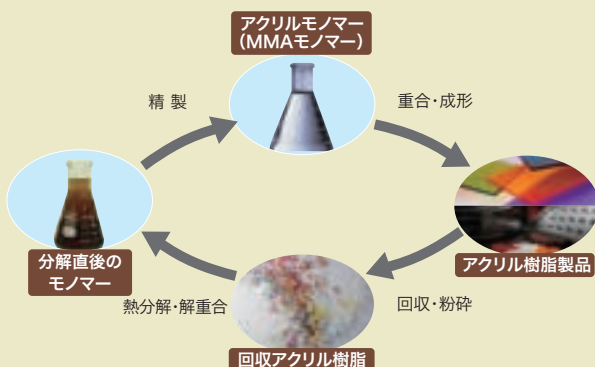 アクリルモノマー
(MMAモノマー)
精 製
重合・成形
分解直後の
モノマー
アクリル樹脂製品
熱分解・解重合
回収・粉砕
回収アクリル樹脂